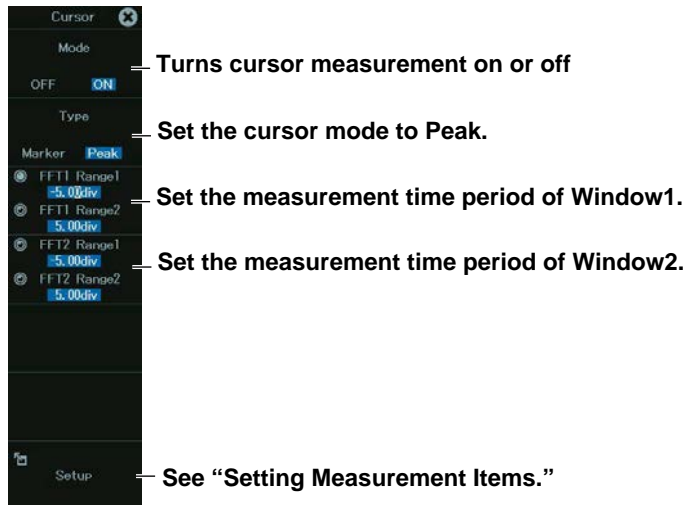 Cursor
Mode
OFF ON
Turns cursor measurement on or off
Type
Marker Peak
Set the cursor mode to Peak.
FFT1 Range1
-5.00div
FFT1 Range2
5.00div
Set the measurement time period of Window1.
FFT2 Range1
-5.00div
FFT2 Range2
5.00div
Set the measurement time period of Window2.
Setup
See “Setting Measurement Items.”